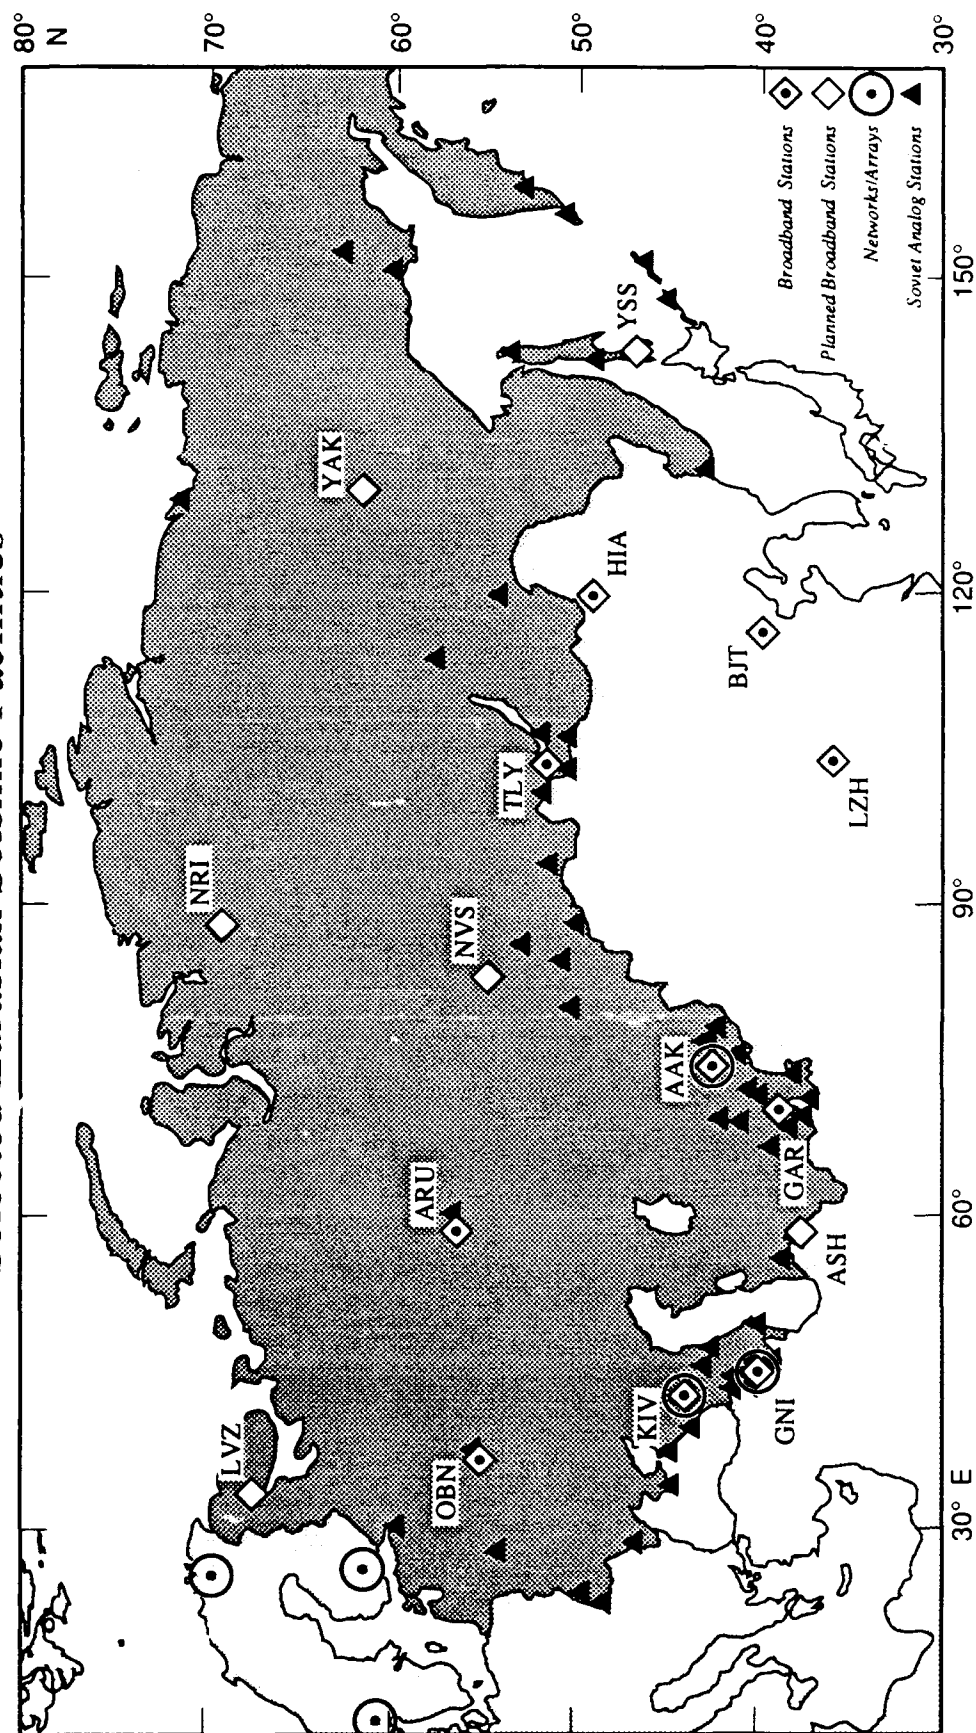 80°
N
70°
60°
50°
40°
30°
LVZ
NRI
YAK
OBN
ARU
NVS
TLY
HIA
YSS
KIV
AAK
BJT
GNI
ASH
GAR
LZH
Broadband Stations
Planned Broadband Stations
Networks/Arrays
Soviet Analog Stations
30° E
60°
90°
120°
150°